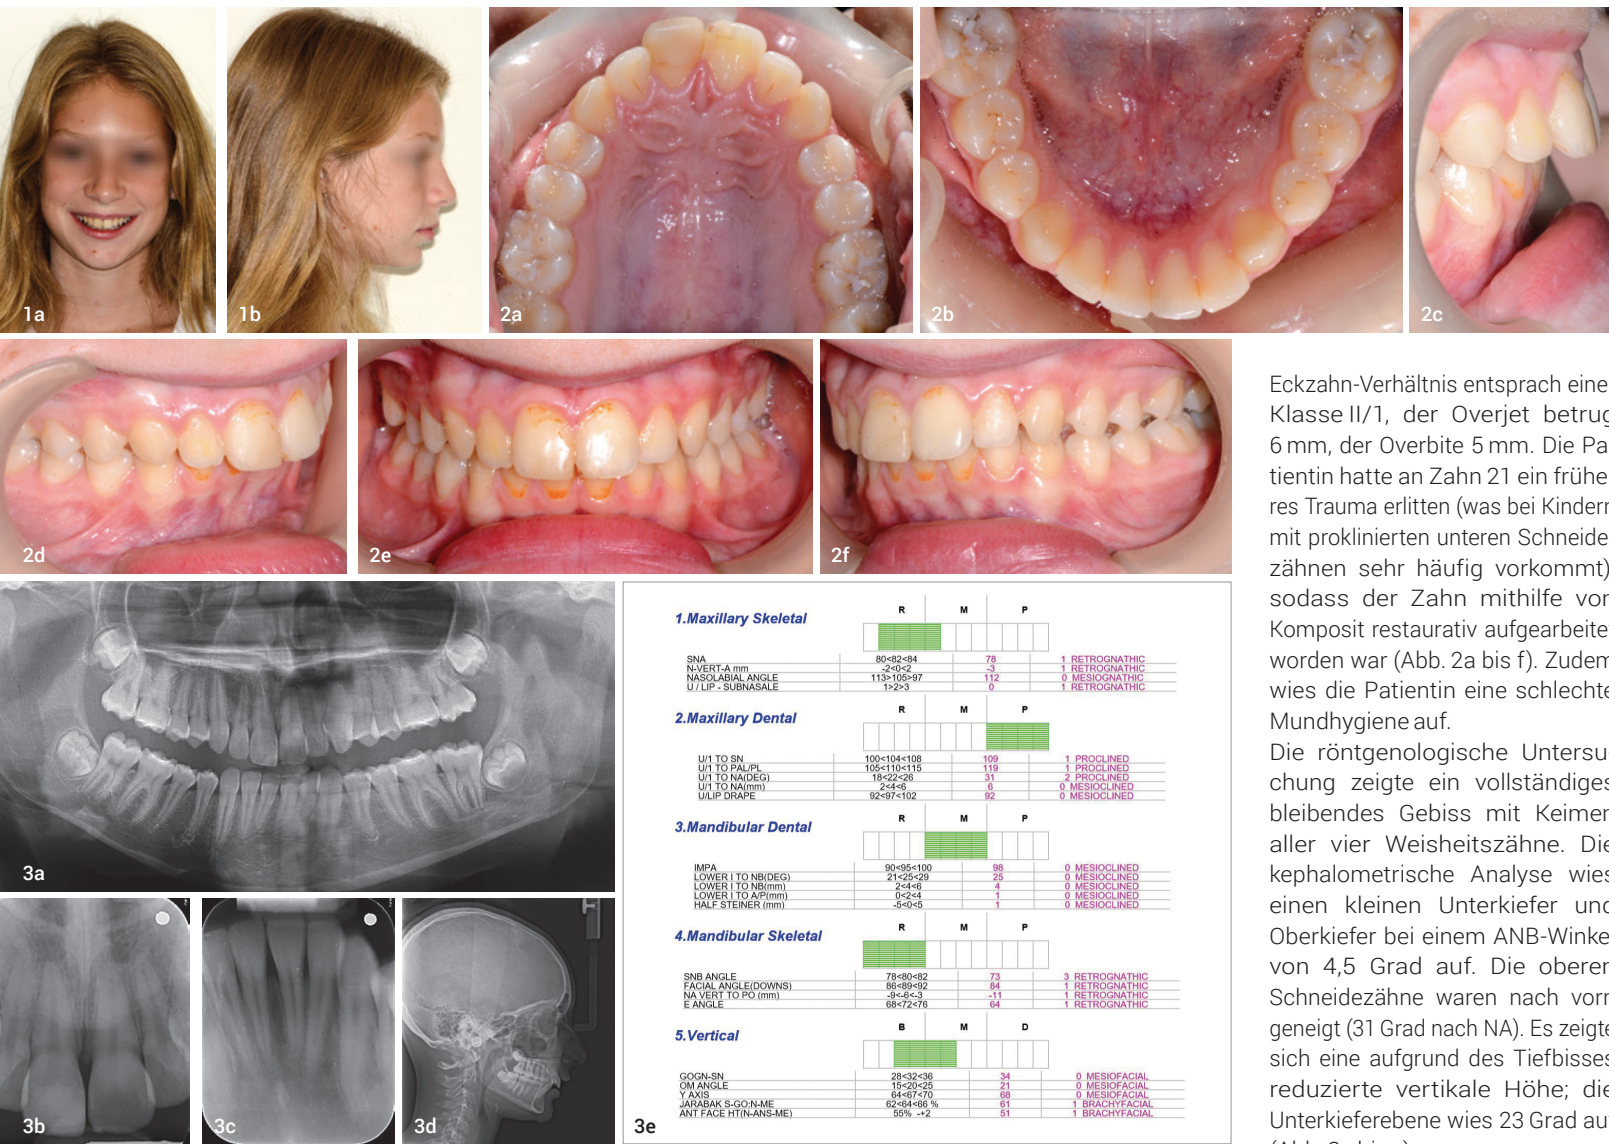 1a
1b
2a
2b
2c
2d
2e
2f
3a
3b
3c
3d
3e
R M P
1.Maxillary Skeletal
SNA 80<82<84 78 1 RETROGNATHIC
N-VERT-A mm -2<0<2 -3 1 RETROGNATHIC
NASOLABIAL ANGLE 113>105>97 112 0 MESIOGNATHIC
U / LIP - SUBNASALE 1>2>3 0 1 RETROGNATHIC
R M P
2.Maxillary Dental
U/1 TO SN 100<104<108 109 1 PROCLINED
U/1 TO PAL/PL 105<110<115 119 1 PROCLINED
U/1 TO NA(DEG) 18<22<26 31 2 PROCLINED
U/1 TO NA(mm) 2<4<6 6 0 MESIOCLINED
U/LIP DRAPE 92<97<102 92 0 MESIOCLINED
R M P
3.Mandibular Dental
IMPA 90<95<100 98 0 MESIOCLINED
LOWER I TO NB(DEG) 21<25<29 25 0 MESIOCLINED
LOWER I TO NB(mm) 2<4<6 4 0 MESIOCLINED
LOWER I TO A/P(mm) 0<2<4 1 0 MESIOCLINED
HALF STEINER (mm) -5<0<5 1 0 MESIOCLINED
R M P
4.Mandibular Skeletal
SNB ANGLE 78<80<82 73 3 RETROGNATHIC
FACIAL ANGLE(DOWNS) 86<89<92 84 1 RETROGNATHIC
NA VERT TO PO (mm) -9<-6<-3 -11 1 RETROGNATHIC
E ANGLE 68<72<76 64 1 RETROGNATHIC
B M D
5.Vertical
GOGN-SN 28<32<36 34 0 MESIOFACIAL
OM ANGLE 15<20<25 21 0 MESIOFACIAL
Y AXIS 64<67<70 68 0 MESIOFACIAL
JARABAK S-GO:N-ME 62<64<66 % 61 1 BRACHYFACIAL
ANT FACE HT(N-ANS-ME) 55% -+2 51 1 BRACHYFACIAL
Eckzahn-Verhältnis entsprach eine
Klasse II/1, der Overjet betrug
6 mm, der Overbite 5 mm. Die Pa
tientin hatte an Zahn 21 ein frühe
res Trauma erlitten (was bei Kindern
mit proklinierten unteren Schneide
zähnen sehr häufig vorkommt)
sodass der Zahn mithilfe von
Komposit restaurativ aufgearbeitet
worden war (Abb. 2a bis f). Zudem
wies die Patientin eine schlechte
Mundhygiene auf.
Die röntgenologische Untersu
chung zeigte ein vollständiges
bleibendes Gebiss mit Keimen
aller vier Weisheitszähne. Die
kephalometrische Analyse wies
einen kleinen Unterkiefer und
Oberkiefer bei einem ANB-Winkel
von 4,5 Grad auf. Die oberen
Schneidezähne waren nach vorn
geneigt (31 Grad nach NA). Es zeigte
sich eine aufgrund des Tiefbisses
reduzierte vertikale Höhe; die
Unterkieferebene wies 23 Grad auf